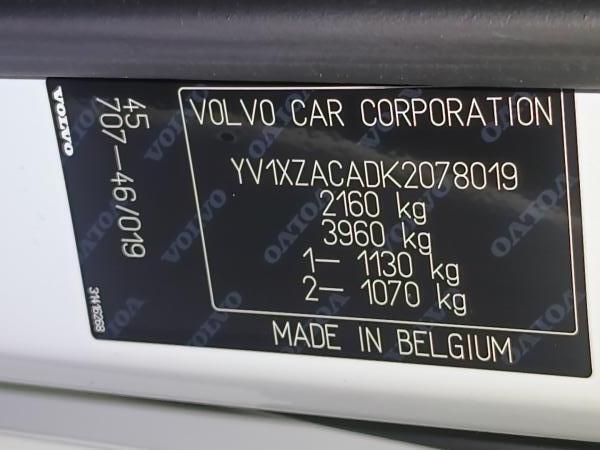 VOLVO
45
707-46/019
31416268
VOLVO CAR CORPORATION
YV1XZACADK2078019
2160 kg
3960 kg
1- 1130 kg
2- 1070 kg
MADE IN BELGIUM